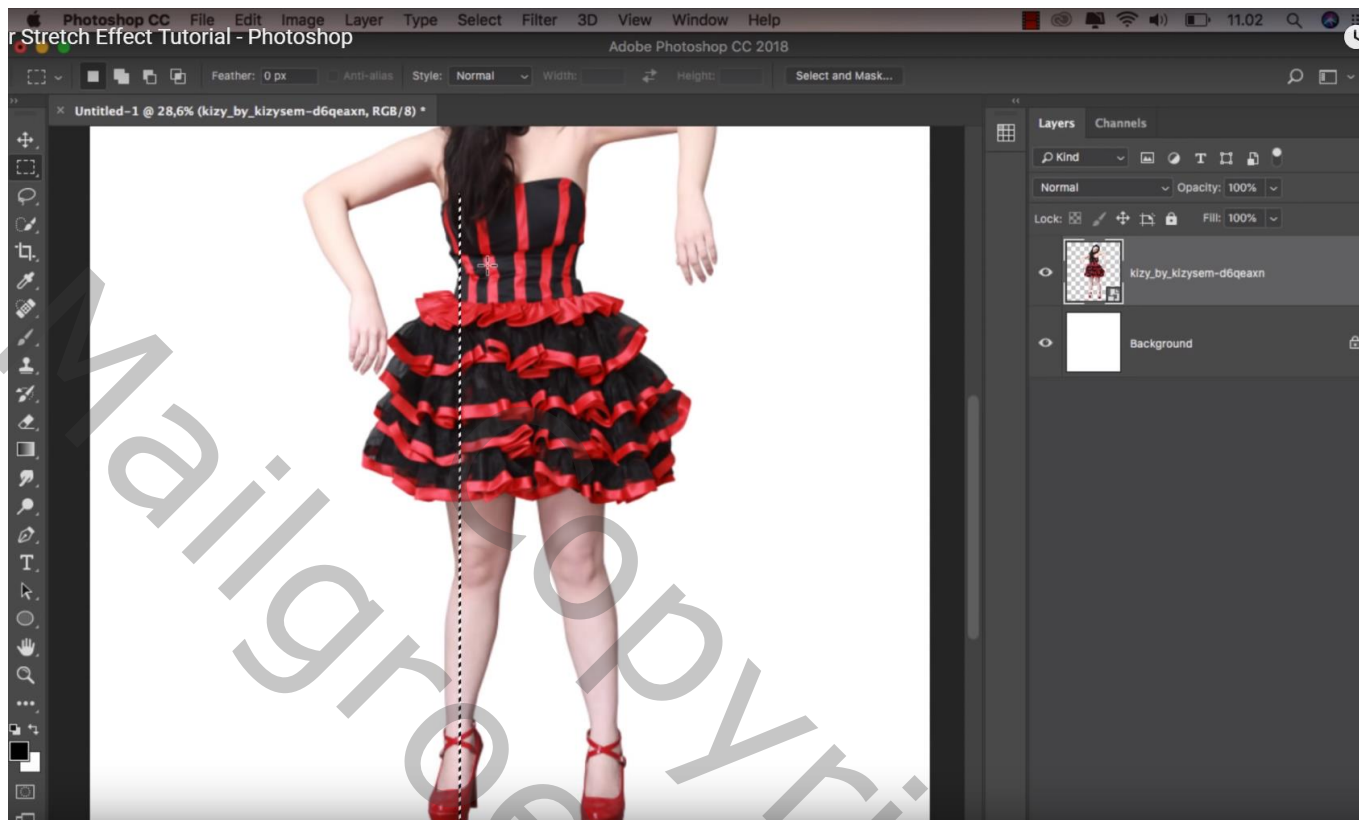 Photoshop CC File Edit Image Layer Type Select Filter 3D View Window Help 11.02
r Stretch Effect Tutorial - Photoshop
Adobe Photoshop CC 2018
Feather: 0 px Anti-alias Style: Normal Width: Height: Select and Mask...
× Untitled-1 @ 28,6% (kizy_by_kizysem-d6qeaxn, RGB/8) *
Layers Channels
Kind
Normal Opacity: 100%
Lock: Fill: 100%
kizy_by_kizysem-d6qeaxn
Background
T
Mailgroo
Copyri